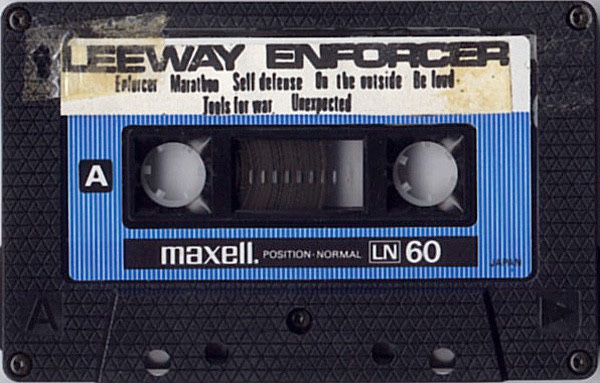 LEEWAY ENFORCER
Enforcer Marathon Self defense On the outside Be loud
Tools for war Unexpected
A
maxell. POSITION-NORMAL LN 60
JAPAN
A